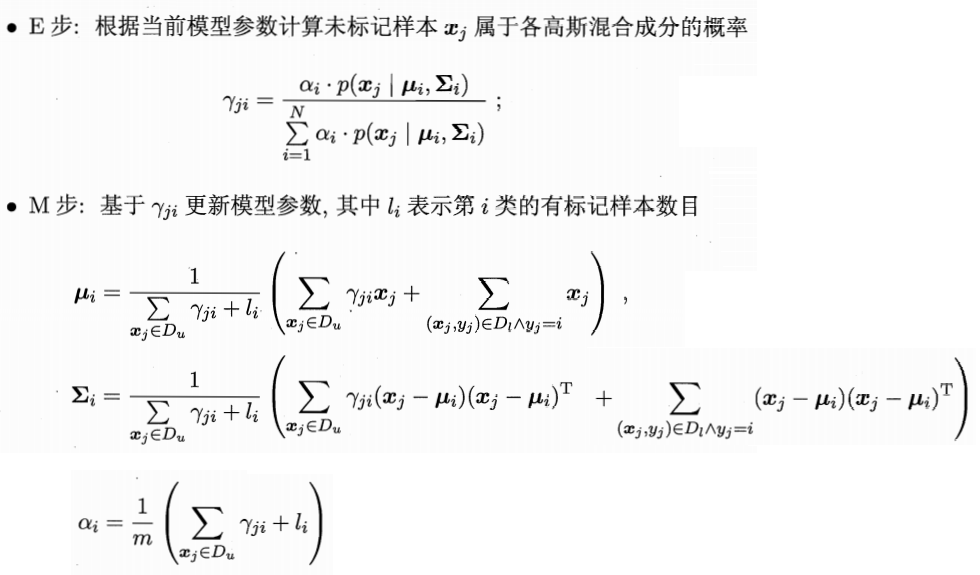 • E 步: 根据当前模型参数计算未标记样本 $\boldsymbol{x}_j$ 属于各高斯混合成分的概率
$\gamma_{ji} = \frac{\alpha_i \cdot p(\boldsymbol{x}_j \mid \boldsymbol{\mu}_i, \boldsymbol{\Sigma}_i)}{\sum_{i=1}^{N} \alpha_i \cdot p(\boldsymbol{x}_j \mid \boldsymbol{\mu}_i, \boldsymbol{\Sigma}_i)}$ ;
• M 步: 基于 $\gamma_{ji}$ 更新模型参数, 其中 $l_i$ 表示第 $i$ 类的有标记样本数目
$\boldsymbol{\mu}_i = \frac{1}{\sum_{\boldsymbol{x}_j \in D_u} \gamma_{ji} + l_i} \left( \sum_{\boldsymbol{x}_j \in D_u} \gamma_{ji} \boldsymbol{x}_j + \sum_{(\boldsymbol{x}_j, y_j) \in D_l \wedge y_j = i} \boldsymbol{x}_j \right)$ ,
$\boldsymbol{\Sigma}_i = \frac{1}{\sum_{\boldsymbol{x}_j \in D_u} \gamma_{ji} + l_i} \left( \sum_{\boldsymbol{x}_j \in D_u} \gamma_{ji} (\boldsymbol{x}_j - \boldsymbol{\mu}_i)(\boldsymbol{x}_j - \boldsymbol{\mu}_i)^{\mathrm{T}} + \sum_{(\boldsymbol{x}_j, y_j) \in D_l \wedge y_j = i} (\boldsymbol{x}_j - \boldsymbol{\mu}_i)(\boldsymbol{x}_j - \boldsymbol{\mu}_i)^{\mathrm{T}} \right)$
$\alpha_i = \frac{1}{m} \left( \sum_{\boldsymbol{x}_j \in D_u} \gamma_{ji} + l_i \right)$